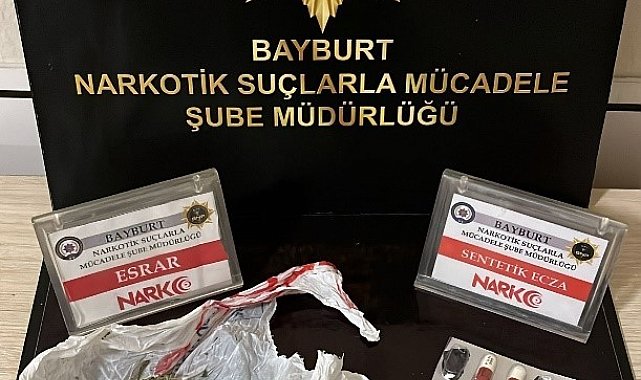 BAYBURT
NARKOTİK SUÇLARLA MÜCADELE
ŞUBE MÜDÜRLÜĞÜ
BAYBURT
NARKOTİK SUÇLARLA
MÜCADELE ŞUBE MÜDÜRLÜĞÜ
ESRAR
NARKO
BAYBURT
NARKOTİK SUÇLARLA
MÜCADELE ŞUBE MÜDÜRLÜĞÜ
SENTETİK ECZA
NARKO